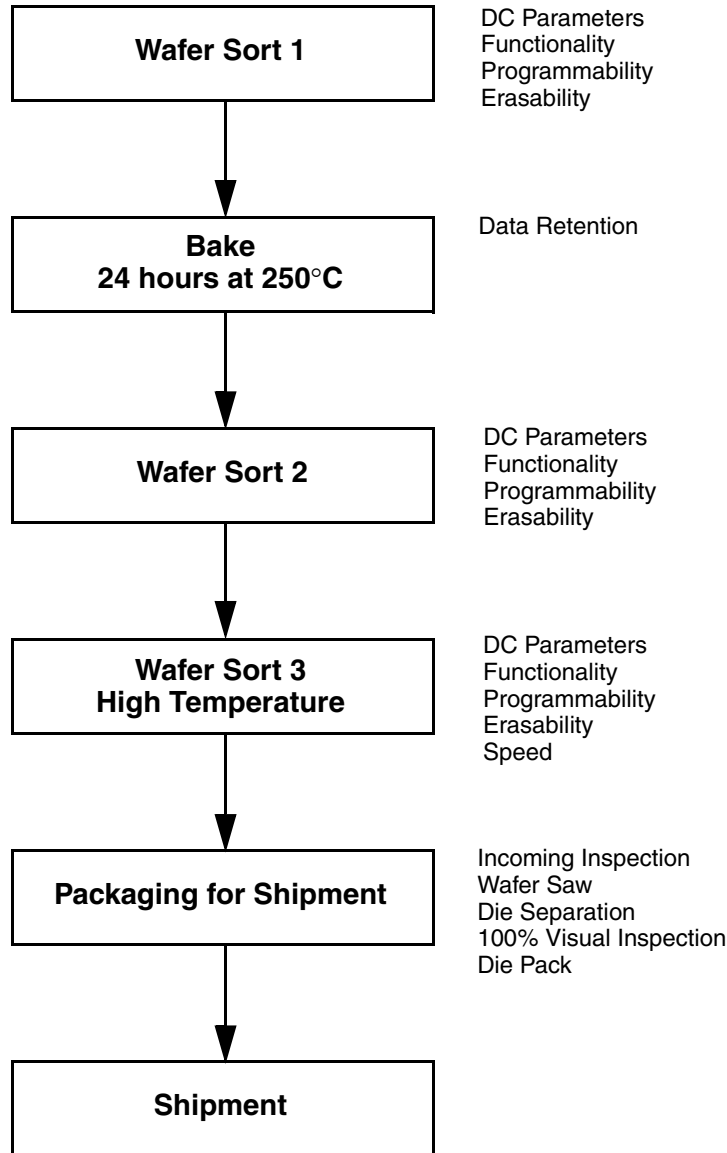 Wafer Sort 1
DC Parameters
Functionality
Programmability
Erasability
Bake
24 hours at 250°C
Data Retention
Wafer Sort 2
DC Parameters
Functionality
Programmability
Erasability
Wafer Sort 3
High Temperature
DC Parameters
Functionality
Programmability
Erasability
Speed
Packaging for Shipment
Incoming Inspection
Wafer Saw
Die Separation
100% Visual Inspection
Die Pack
Shipment